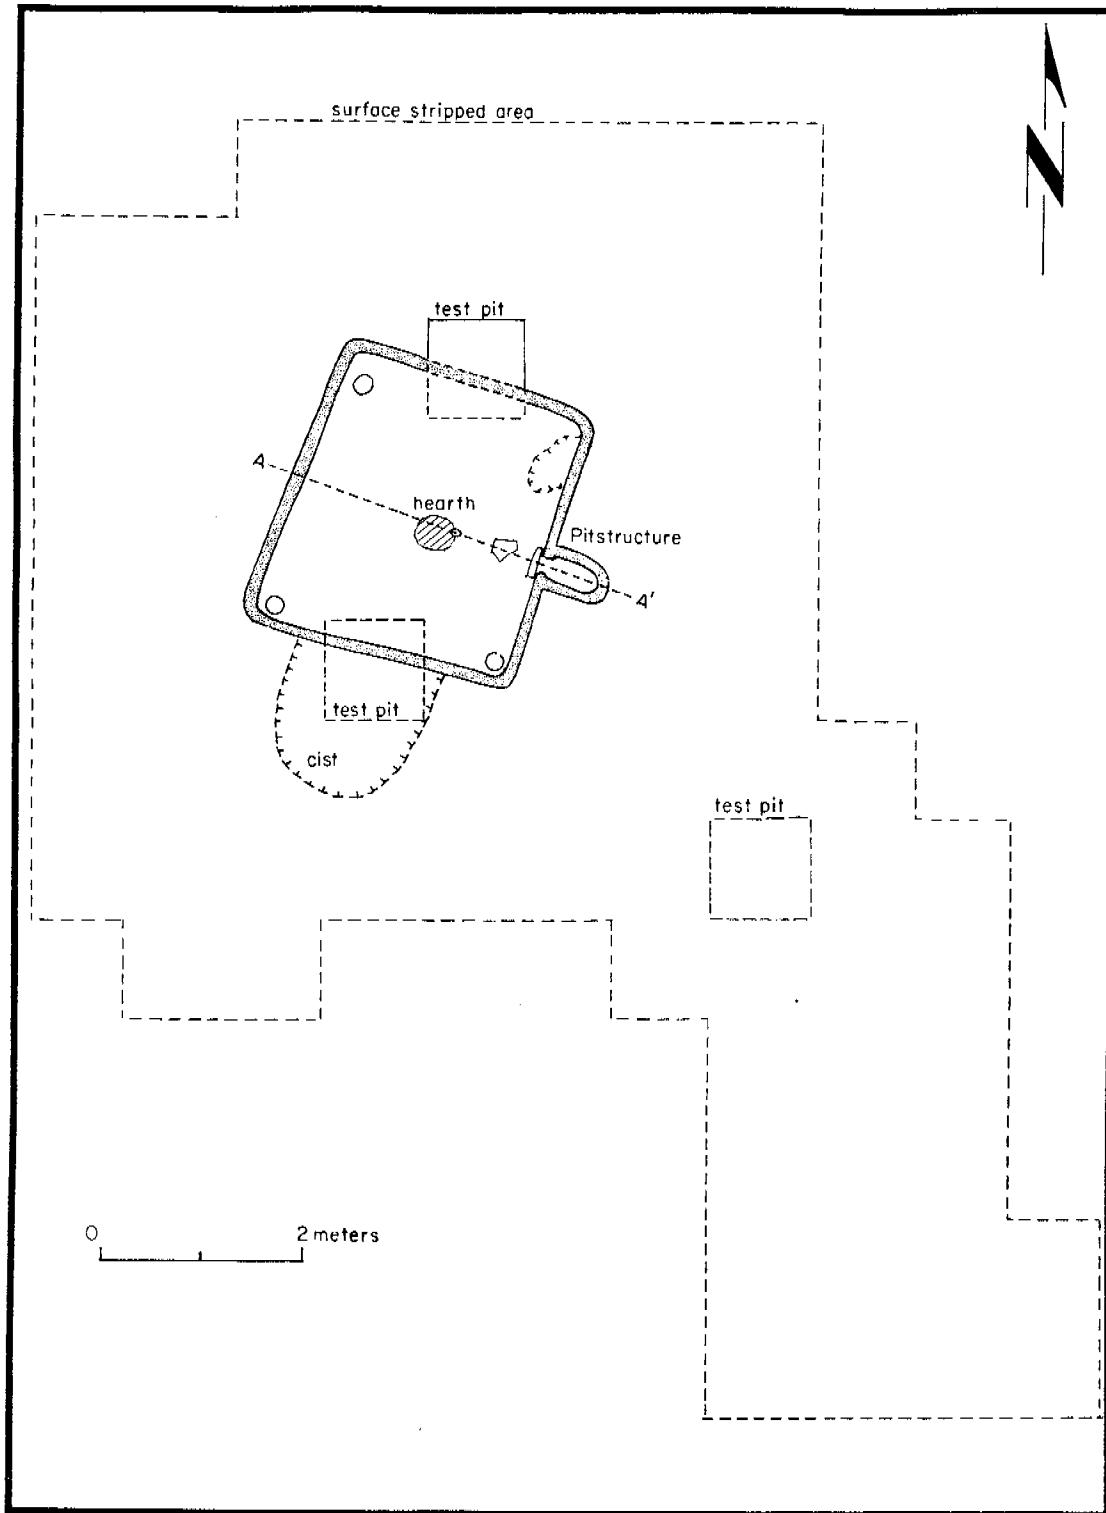 surface stripped area
N
test pit
A
hearth
Pitstructure
A'
test pit
cist
test pit
0 2 meters